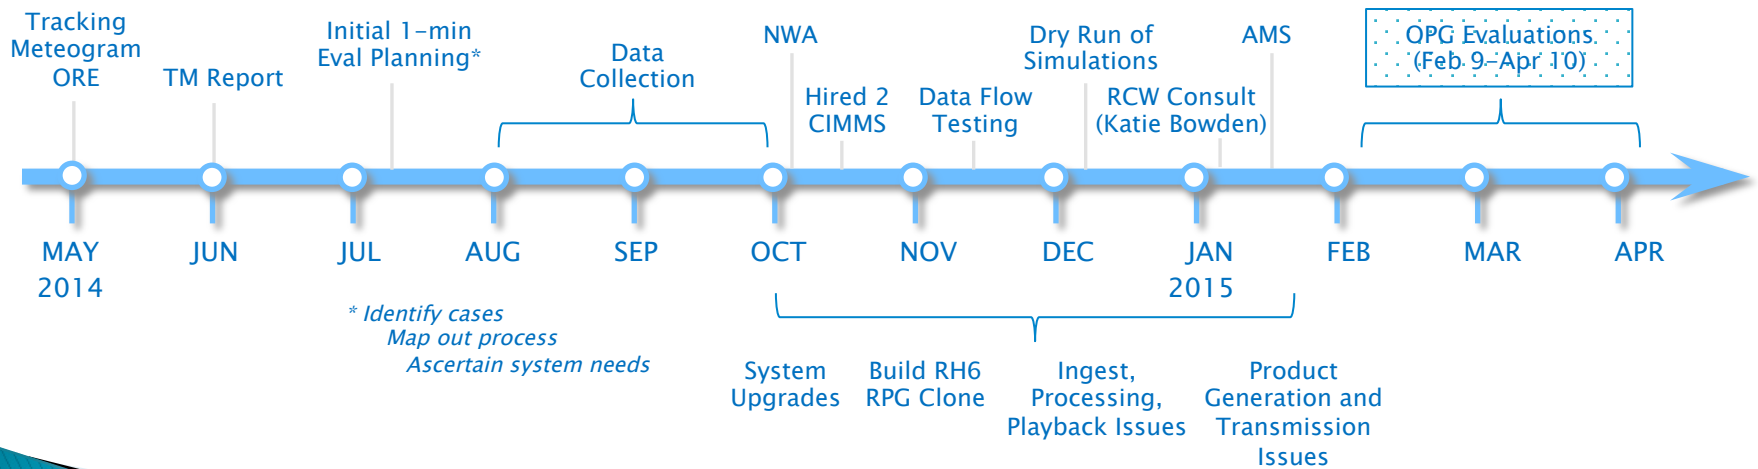 Tracking
Meteogram
ORE
TM Report
Initial 1-min
Eval Planning*
Data
Collection
NWA
Hired 2
CIMMS
Data Flow
Testing
Dry Run of
Simulations
RCW Consult
(Katie Bowden)
AMS
OPG Evaluations
(Feb 9-Apr 10)
MAY
2014
JUN
JUL
AUG
SEP
OCT
NOV
DEC
JAN
2015
FEB
MAR
APR
* Identify cases
Map out process
Ascertain system needs
System
Upgrades
Build RH6
RPG Clone
Ingest,
Processing,
Playback Issues
Product
Generation and
Transmission
Issues